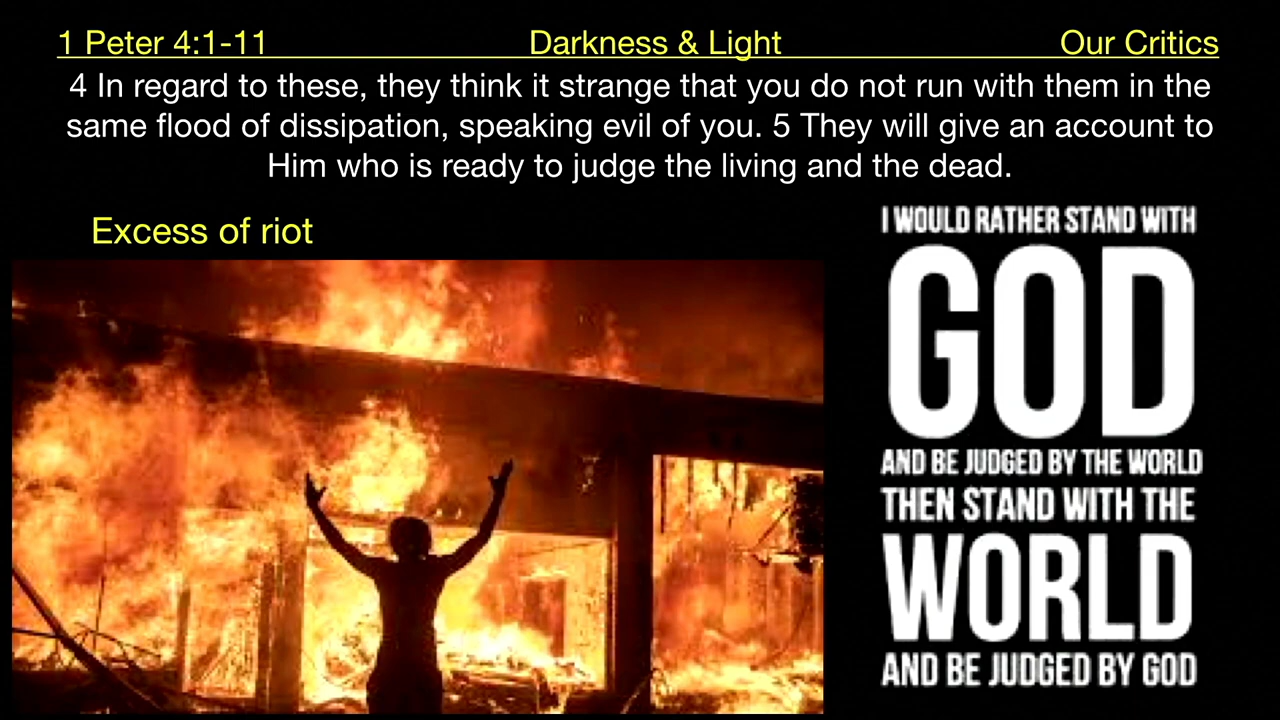 1 Peter 4:1-11 Darkness & Light Our Critics
4 In regard to these, they think it strange that you do not run with them in the
same flood of dissipation, speaking evil of you. 5 They will give an account to
Him who is ready to judge the living and the dead.
Excess of riot
I WOULD RATHER STAND WITH
GOD
AND BE JUDGED BY THE WORLD
THEN STAND WITH THE
WORLD
AND BE JUDGED BY GOD